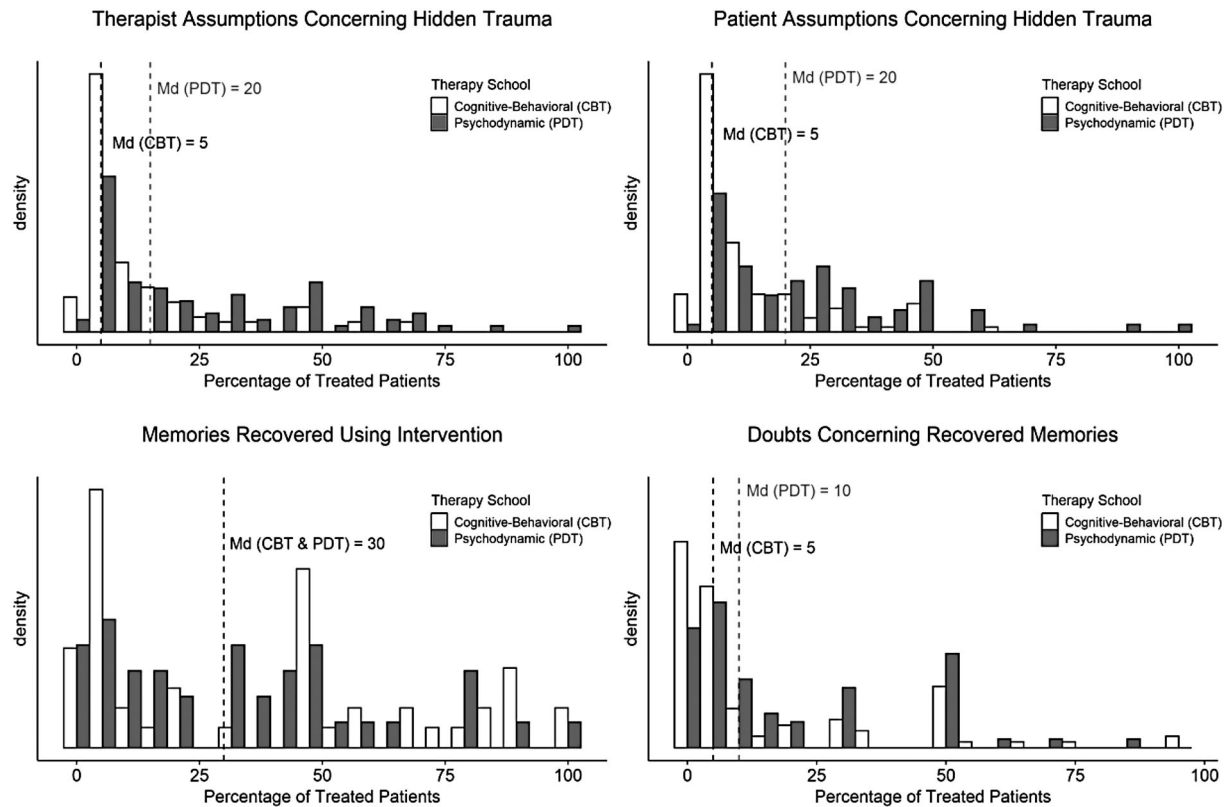 Therapist Assumptions Concerning Hidden Trauma
Md (PDT) = 20
Therapy School
Cognitive-Behavioral (CBT)
Psychodynamic (PDT)
Md (CBT) = 5
density
0 25 50 75 100
Percentage of Treated Patients
Patient Assumptions Concerning Hidden Trauma
Md (PDT) = 20
Therapy School
Cognitive-Behavioral (CBT)
Psychodynamic (PDT)
Md (CBT) = 5
density
0 25 50 75 100
Percentage of Treated Patients
Memories Recovered Using Intervention
Therapy School
Cognitive-Behavioral (CBT)
Psychodynamic (PDT)
Md (CBT & PDT) = 30
density
0 25 50 75 100
Percentage of Treated Patients
Doubts Concerning Recovered Memories
Md (PDT) = 10
Therapy School
Cognitive-Behavioral (CBT)
Psychodynamic (PDT)
Md (CBT) = 5
density
0 25 50 75 100
Percentage of Treated Patients